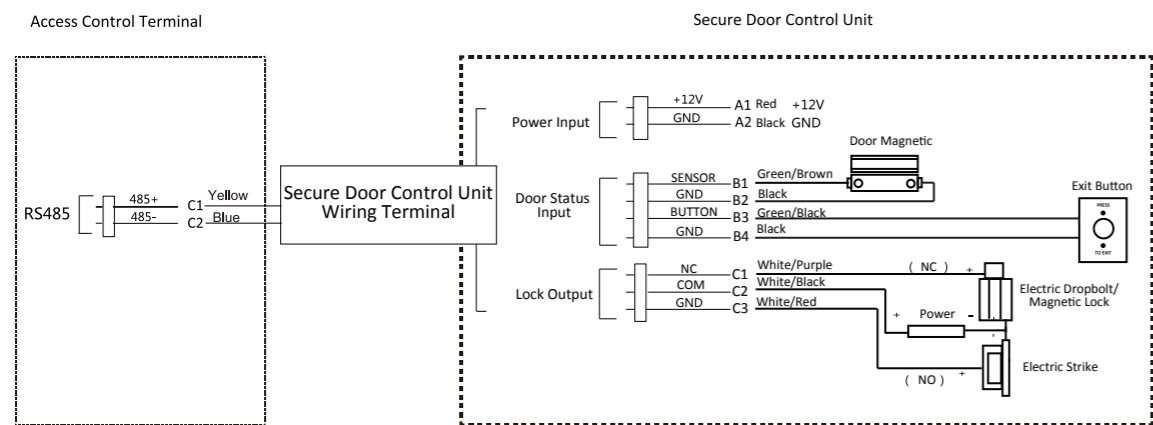 Access Control Terminal
Secure Door Control Unit
RS485
485+ C1 Yellow
485- C2 Blue
Secure Door Control Unit
Wiring Terminal
Power Input
+12V A1 Red +12V
GND A2 Black GND
Door Status
Input
SENSOR B1 Green/Brown
GND B2 Black
BUTTON B3 Green/Black
GND B4 Black
Door Magnetic
Exit Button
PRESS
TO EXIT
Lock Output
NC C1 White/Purple ( NC ) +
COM C2 White/Black
GND C3 White/Red
Electric Dropbolt/
Magnetic Lock
+ Power -
Electric Strike
( NO ) +